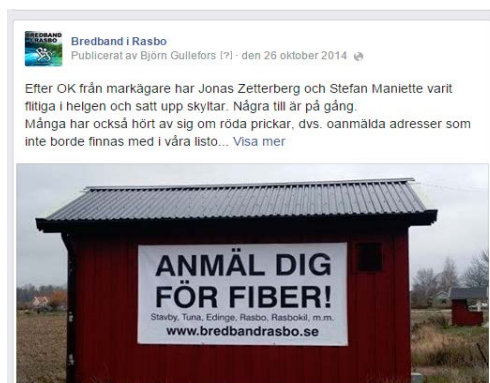 BREDBAND
I RASBO
Bredband i Rasbo
Publicerat av Björn Gullefors [?] · den 26 oktober 2014
Efter OK från markägare har Jonas Zetterberg och Stefan Maniette varit
flitiga i helgen och satt upp skyltar. Några till är på gång.
Många har också hört av sig om röda prickar, dvs. oanmälda adresser som
inte borde finnas med i våra listo... Visa mer
ANMÄL DIG
FÖR FIBER!
Stavby, Tuna, Edinge, Rasbo, Rasbokil, m.m.
www.bredbandrasbo.se